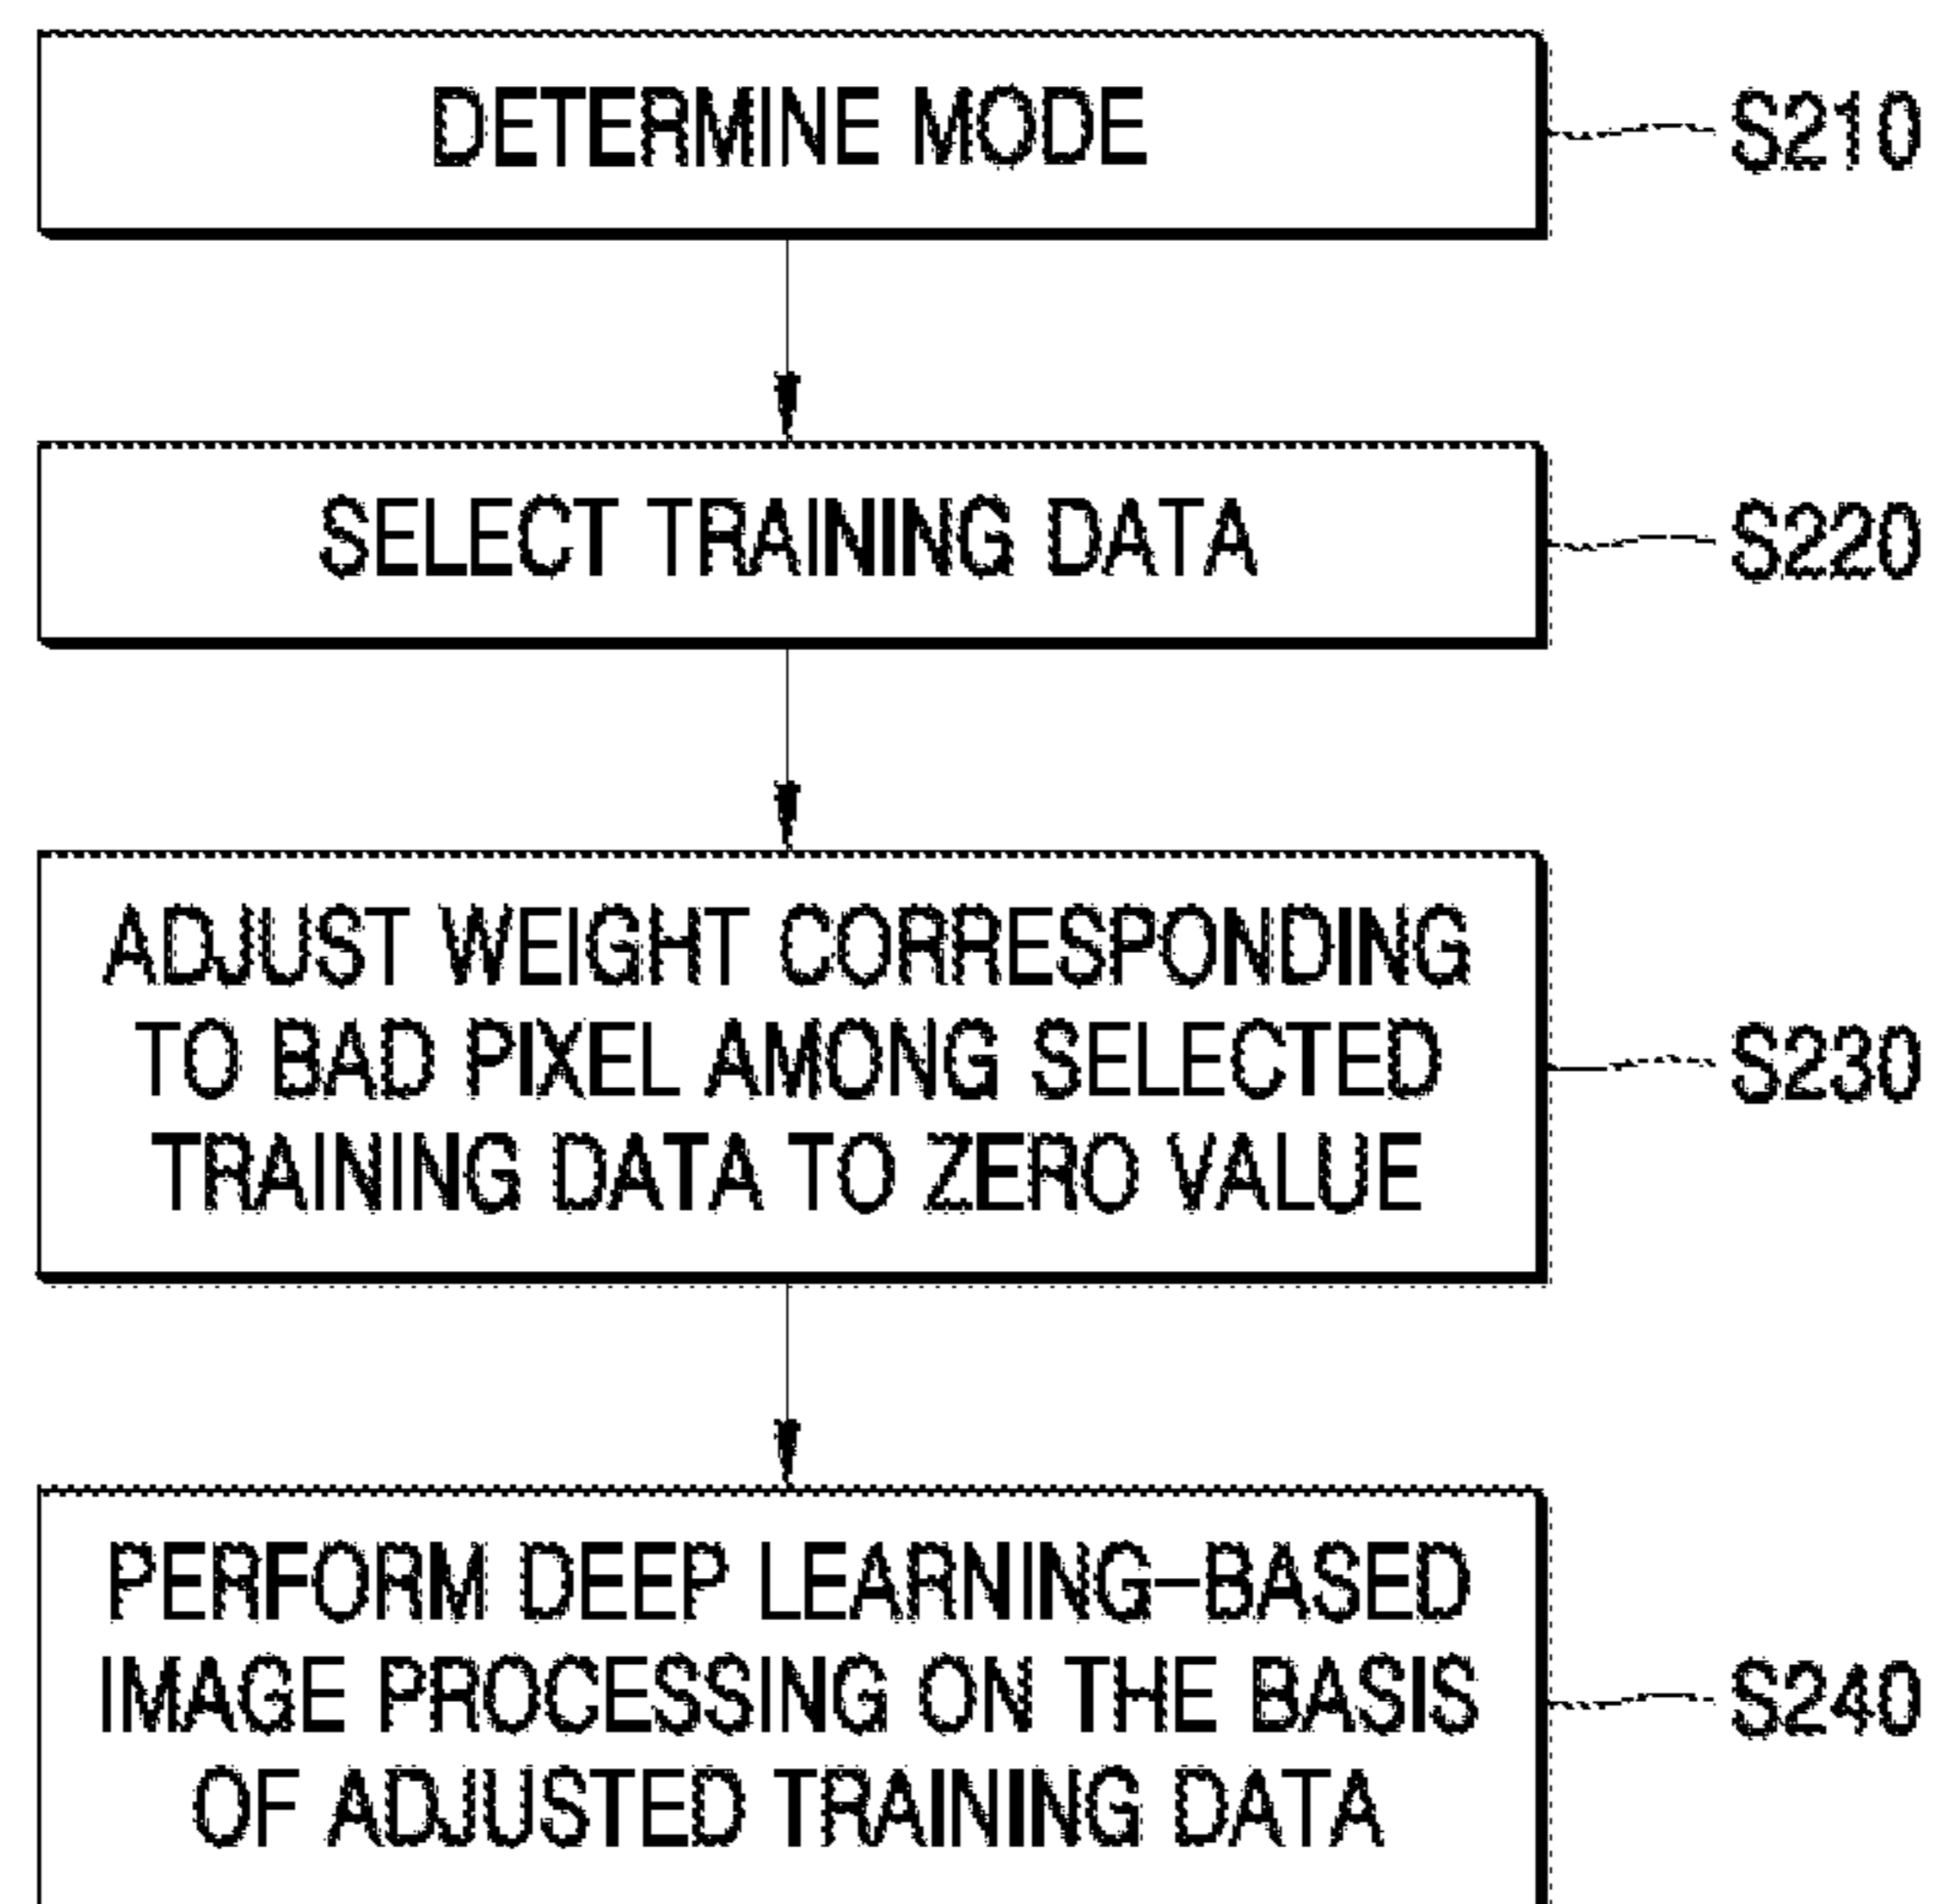 DETERMINE MODE
S210
SELECT TRAINING DATA
S220
ADJUST WEIGHT CORRESPONDING
TO BAD PIXEL AMONG SELECTED
TRAINING DATA TO ZERO VALUE
S230
PERFORM DEEP LEARNING-BASED
IMAGE PROCESSING ON THE BASIS
OF ADJUSTED TRAINING DATA
S240